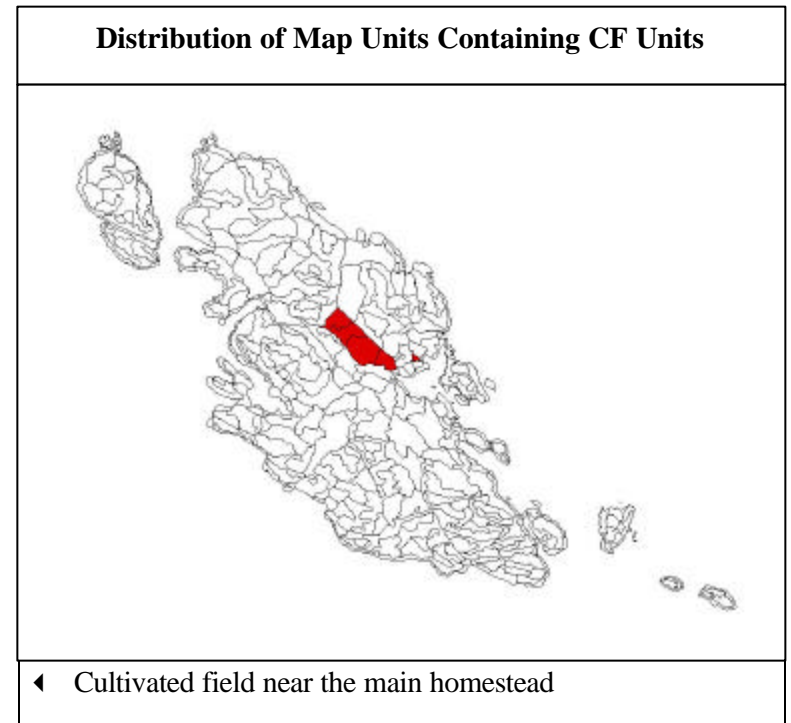 Distribution of Map Units Containing CF Units
◀ Cultivated field near the main homestead